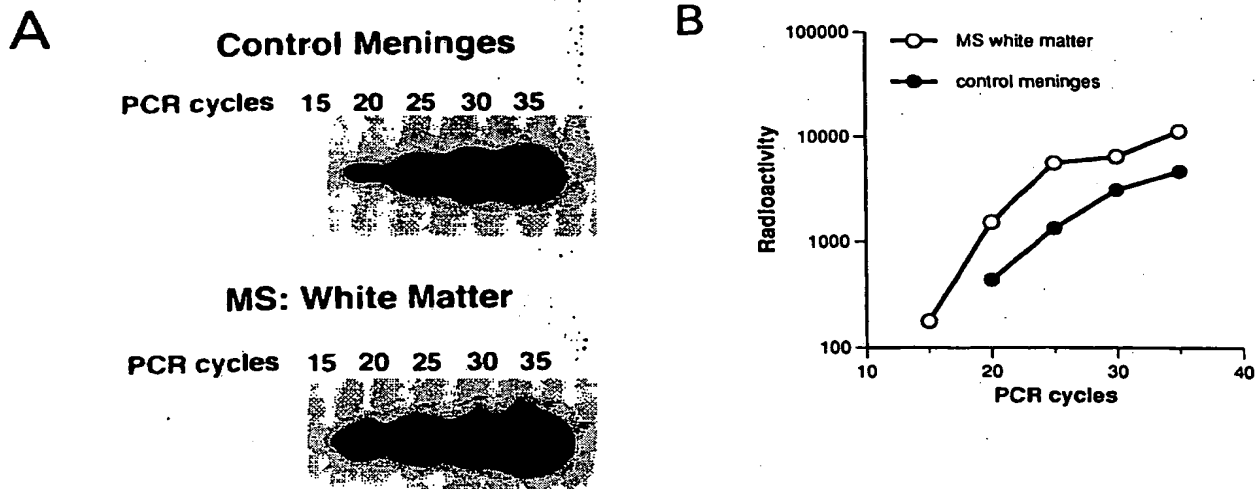 A
Control Meninges
PCR cycles 15 20 25 30 35
MS: White Matter
PCR cycles 15 20 25 30 35
B
100000
10000
1000
100
Radioactivity
MS white matter
control meninges
10 20 30 40
PCR cycles